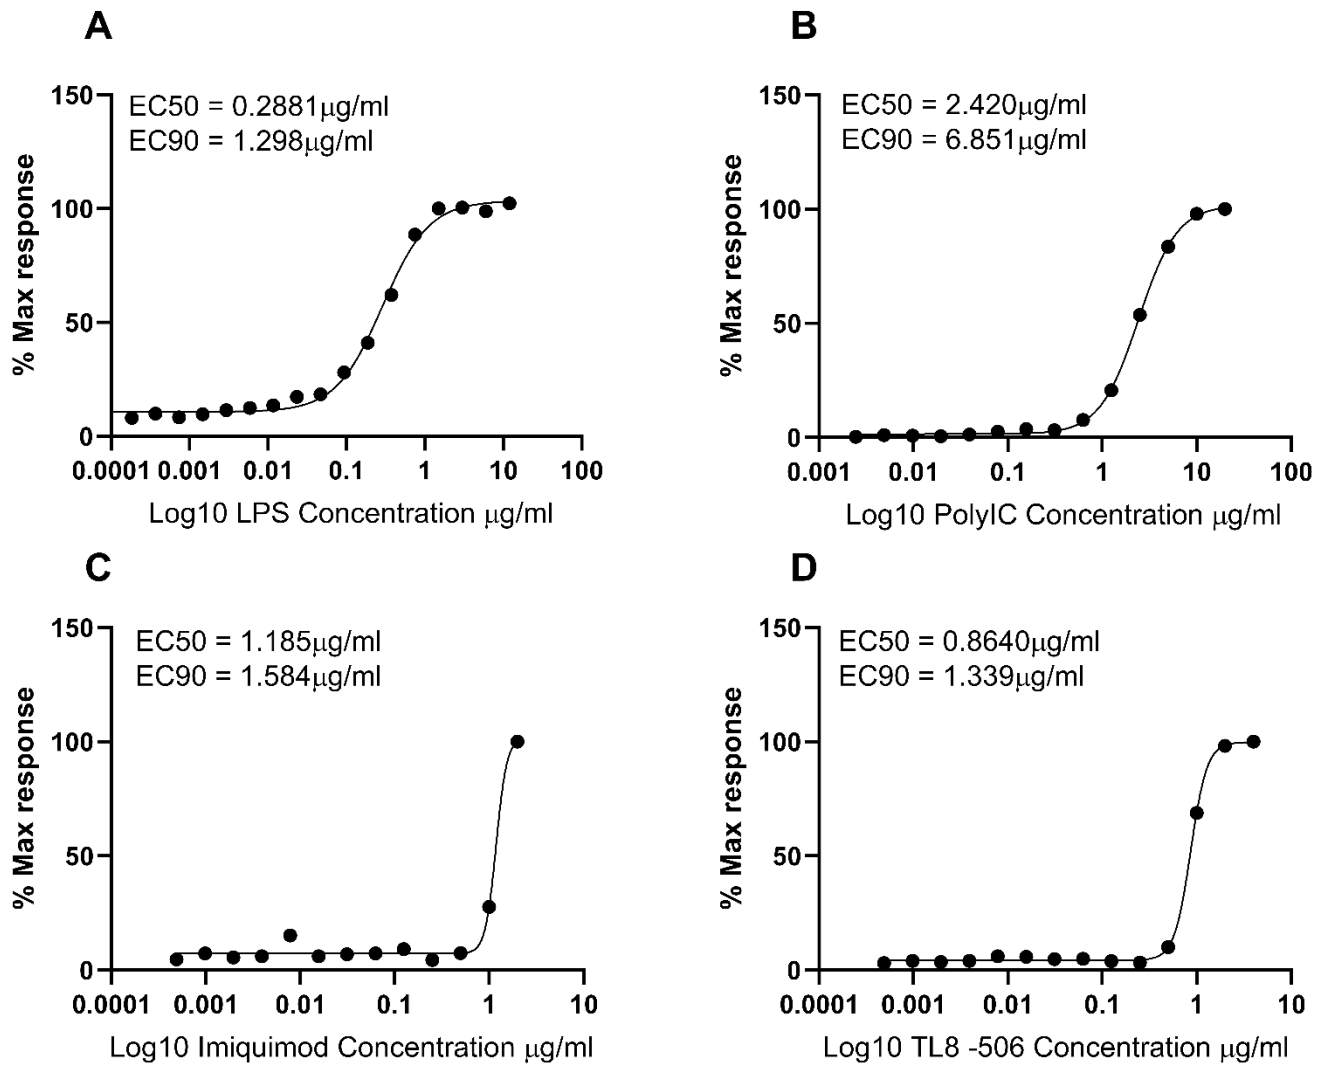 A
EC50 = 0.2881μg/ml
EC90 = 1.298μg/ml
% Max response
150
100
50
0
0.0001 0.001 0.01 0.1 1 10 100
Log10 LPS Concentration μg/ml
B
EC50 = 2.420μg/ml
EC90 = 6.851μg/ml
% Max response
150
100
50
0
0.001 0.01 0.1 1 10 100
Log10 PolyIC Concentration μg/ml
C
EC50 = 1.185μg/ml
EC90 = 1.584μg/ml
% Max response
150
100
50
0
0.0001 0.001 0.01 0.1 1 10
Log10 Imiquimod Concentration μg/ml
D
EC50 = 0.8640μg/ml
EC90 = 1.339μg/ml
% Max response
150
100
50
0
0.0001 0.001 0.01 0.1 1 10
Log10 TL8 -506 Concentration μg/ml